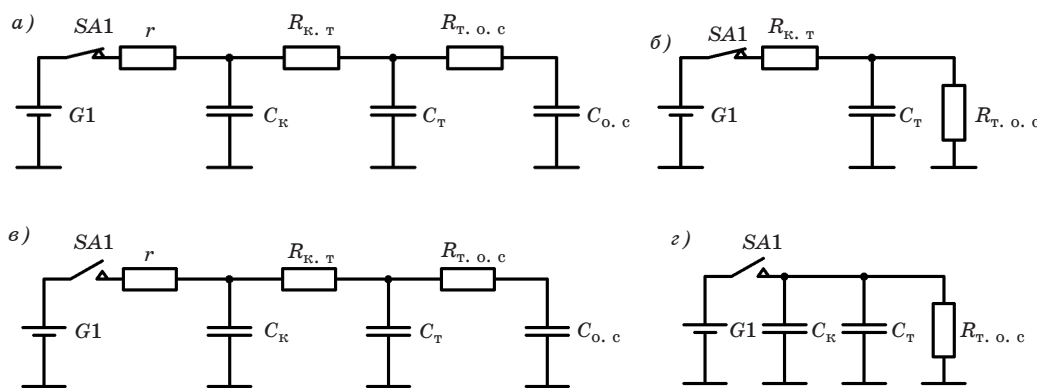 а)
SA1
r
Rк. т
Rт. о. с
G1
Cк
Cт
Cо. с
б)
SA1
Rк. т
G1
Cт
Rт. о. с
в)
SA1
r
Rк. т
Rт. о. с
G1
Cк
Cт
Cо. с
г)
SA1
G1
Cк
Cт
Rт. о. с